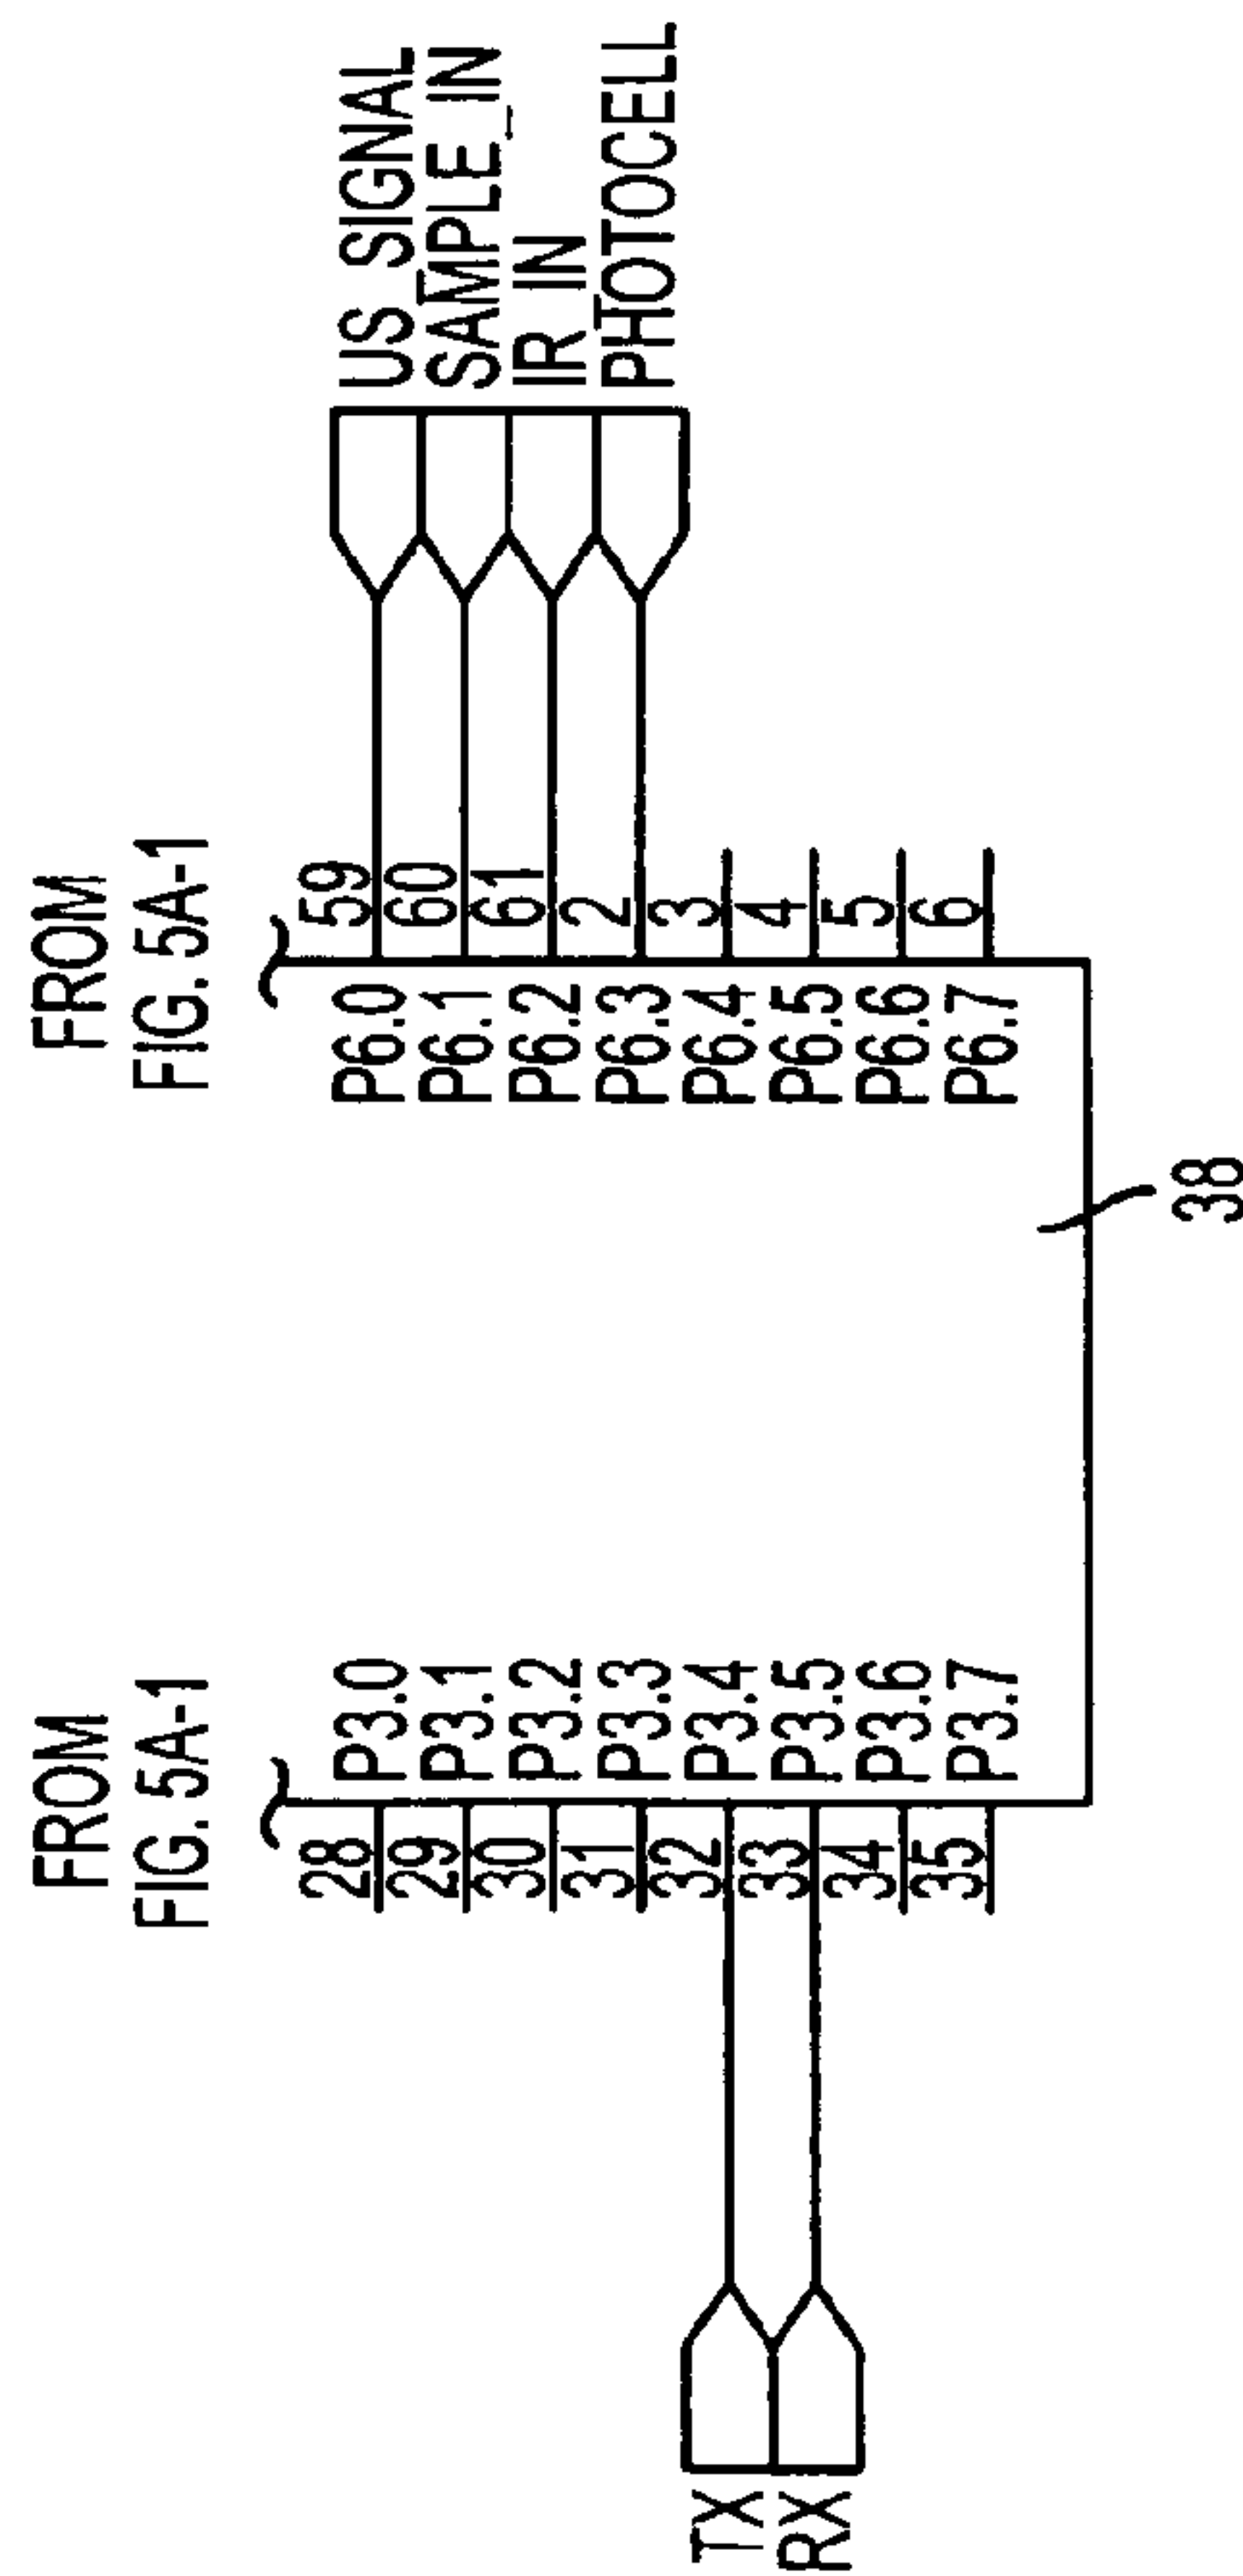 FROM
FIG. 5A-1
FROM
FIG. 5A-1
28 P3.0
29 P3.1
30 P3.2
31 P3.3
TX 32 P3.4
RX 33 P3.5
34 P3.6
35 P3.7
P6.0 59 US_SIGNAL
P6.1 60 SAMPLE_IN
P6.2 61 IR_IN
P6.3 2 PHOTOCELL
P6.4 3
P6.5 4
P6.6 5
P6.7 6
38